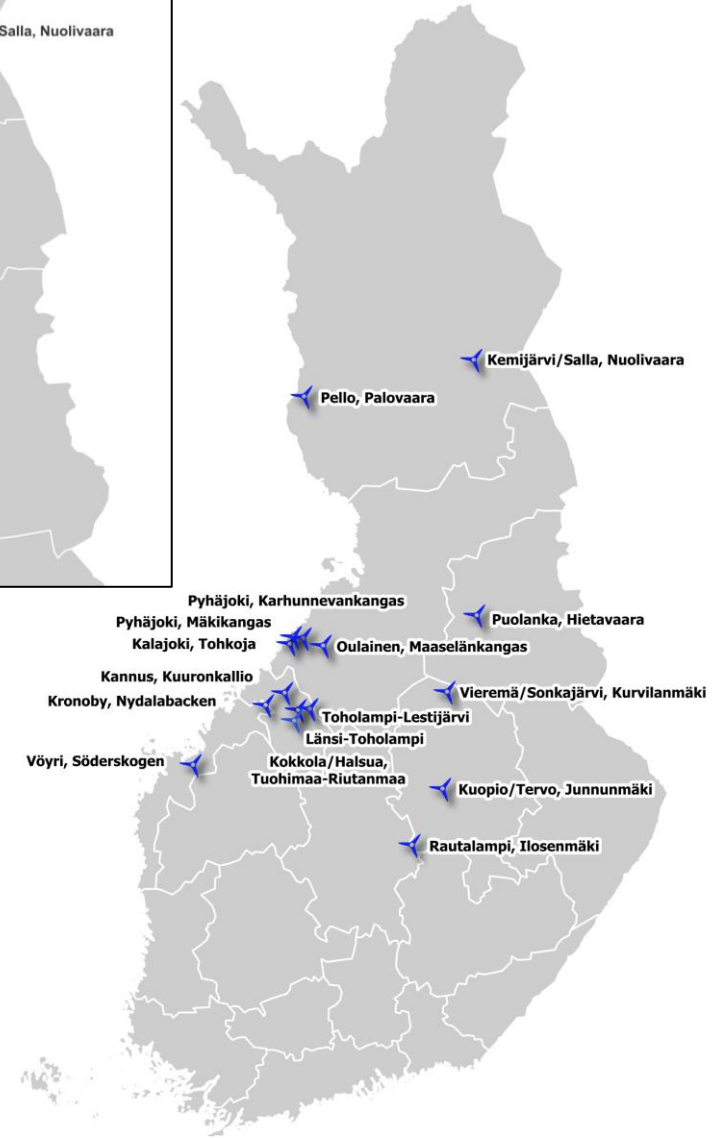 Salla, Nuolivaara
Kemijärvi/Salla, Nuolivaara
Pello, Palovaara
Pyhäjoki, Karhunnevankangas
Pyhäjoki, Mäkikangas
Kalajoki, Tohkoja
Puolanka, Hietavaara
Oulainen, Maaselänkangas
Kannus, Kuuronkallio
Kronoby, Nydalabacken
Vieremä/Sonkajärvi, Kurvilanmäki
Toholampi-Lestijärvi
Länsi-Toholampi
Vöyri, Söderskogen
Kokkola/Halsua,
Tuohimaa-Riutanmaa
Kuopio/Tervo, Junnunmäki
Rautalampi, Ilosenmäki